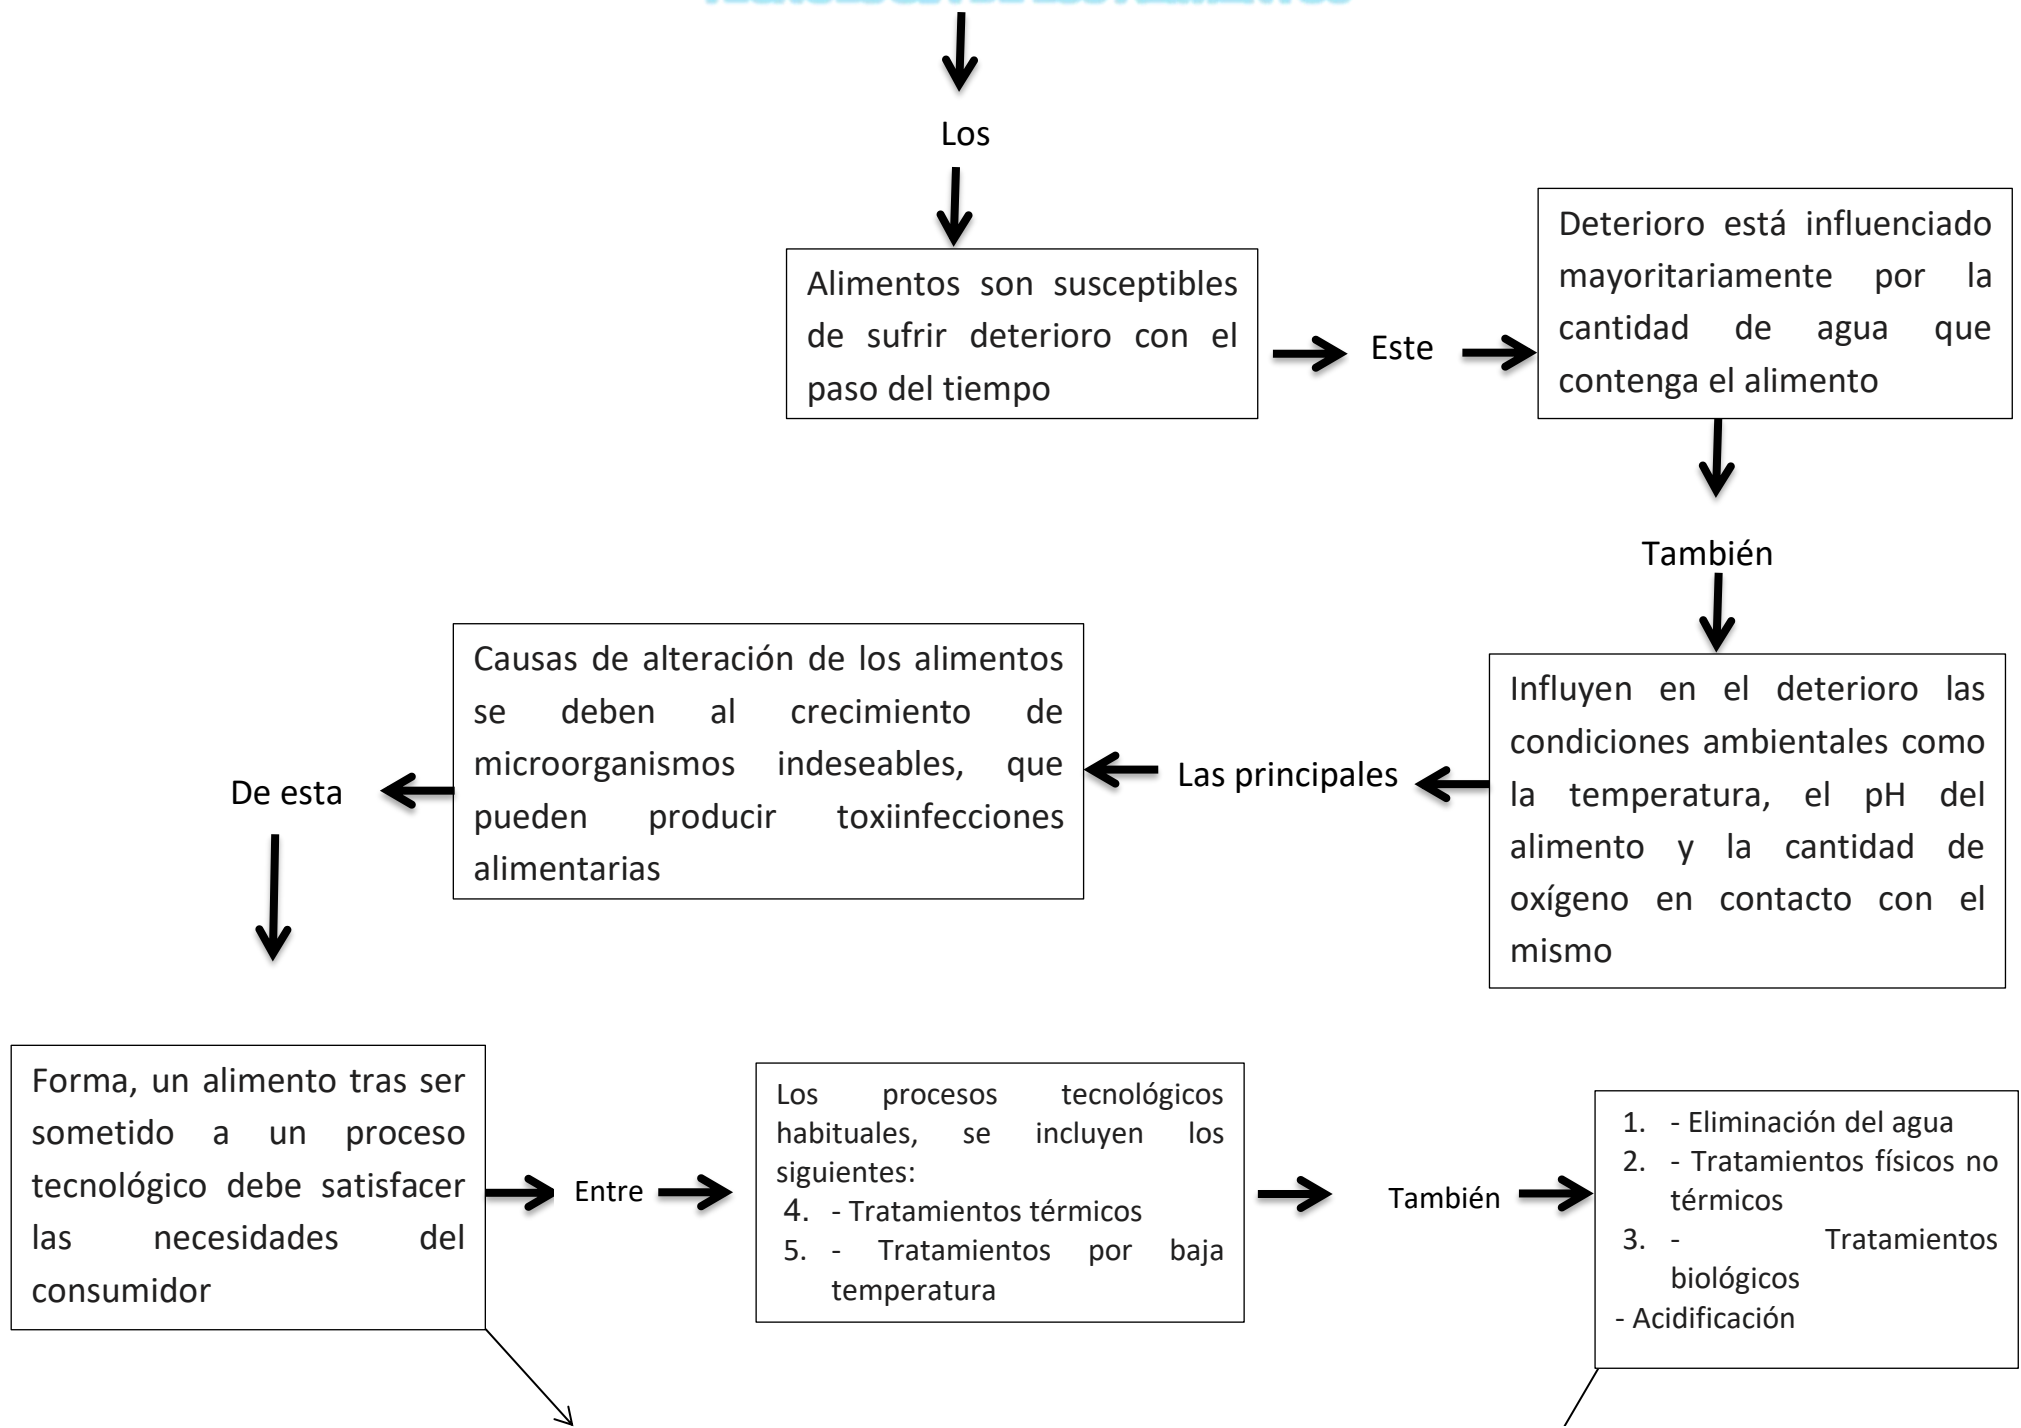 Los
Alimentos son susceptibles
de sufrir deterioro con el
paso del tiempo
Este
Deterioro está influenciado
mayoritariamente por la
cantidad de agua que
contenga el alimento
También
Influyen en el deterioro las
condiciones ambientales como
la temperatura, el pH del
alimento y la cantidad de
oxígeno en contacto con el
mismo
Las principales
Causas de alteración de los alimentos
se deben al crecimiento de
microorganismos indeseables, que
pueden producir toxiinfecciones
alimentarias
De esta
Forma, un alimento tras ser
sometido a un proceso
tecnológico debe satisfacer
las necesidades del
consumidor
Entre
Los procesos tecnológicos
habituales, se incluyen los
siguientes:
4. - Tratamientos térmicos
5. - Tratamientos por baja
temperatura
También
1. - Eliminación del agua
2. - Tratamientos físicos no
térmicos
3. - Tratamientos
biológicos
- Acidificación